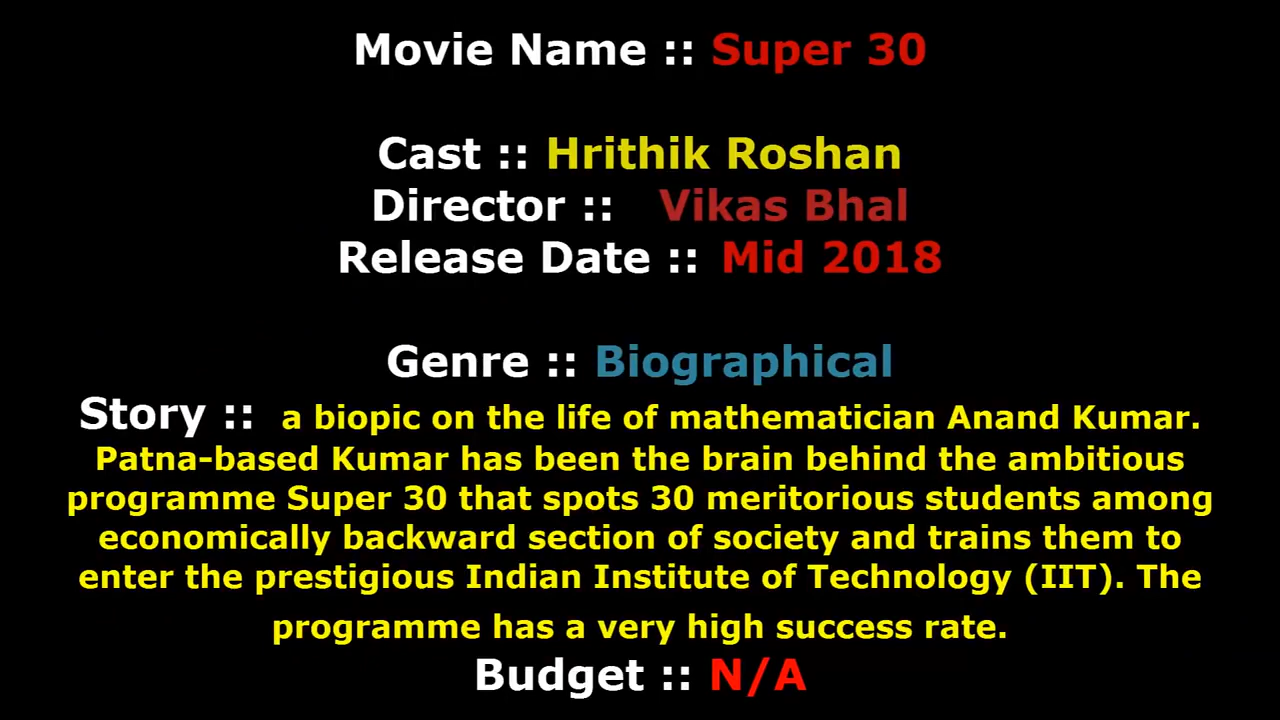 Movie Name :: Super 30
Cast :: Hrithik Roshan
Director :: Vikas Bhal
Release Date :: Mid 2018
Genre :: Biographical
Story :: a biopic on the life of mathematician Anand Kumar.
Patna-based Kumar has been the brain behind the ambitious
programme Super 30 that spots 30 meritorious students among
economically backward section of society and trains them to
enter the prestigious Indian Institute of Technology (IIT). The
programme has a very high success rate.
Budget :: N/A